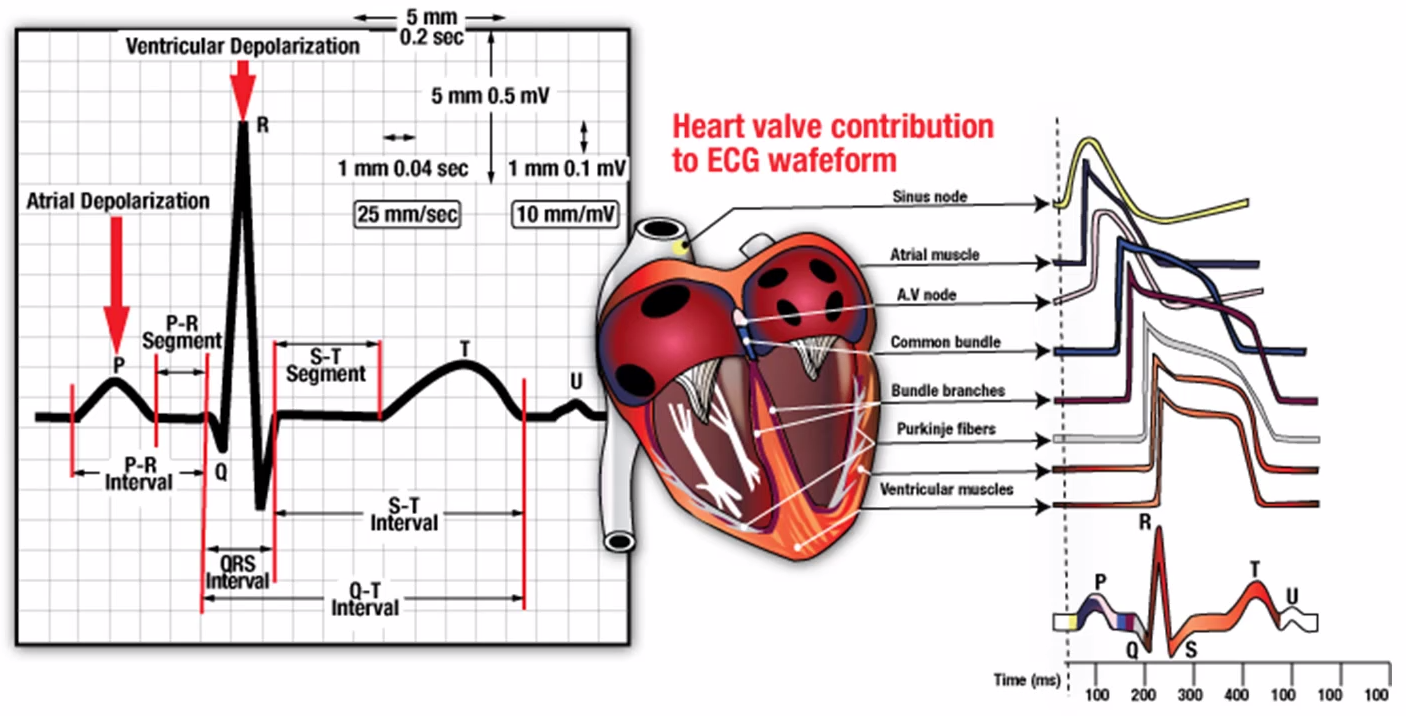 5 mm
0.2 sec
Ventricular Depolarization
5 mm 0.5 mV
R
1 mm 0.04 sec
1 mm 0.1 mV
25 mm/sec
10 mm/mV
Atrial Depolarization
P-R
Segment
P
S-T
Segment
T
U
P-R
Interval
Q
S-T
Interval
QRS
Interval
Q-T
Interval
Heart valve contribution
to ECG wafeform
Sinus node
Atrial muscle
A.V node
Common bundle
Bundle branches
Purkinje fibers
Ventricular muscles
R
P
T
U
Q
S
Time (ms)
100 200 300 400 100 100 100